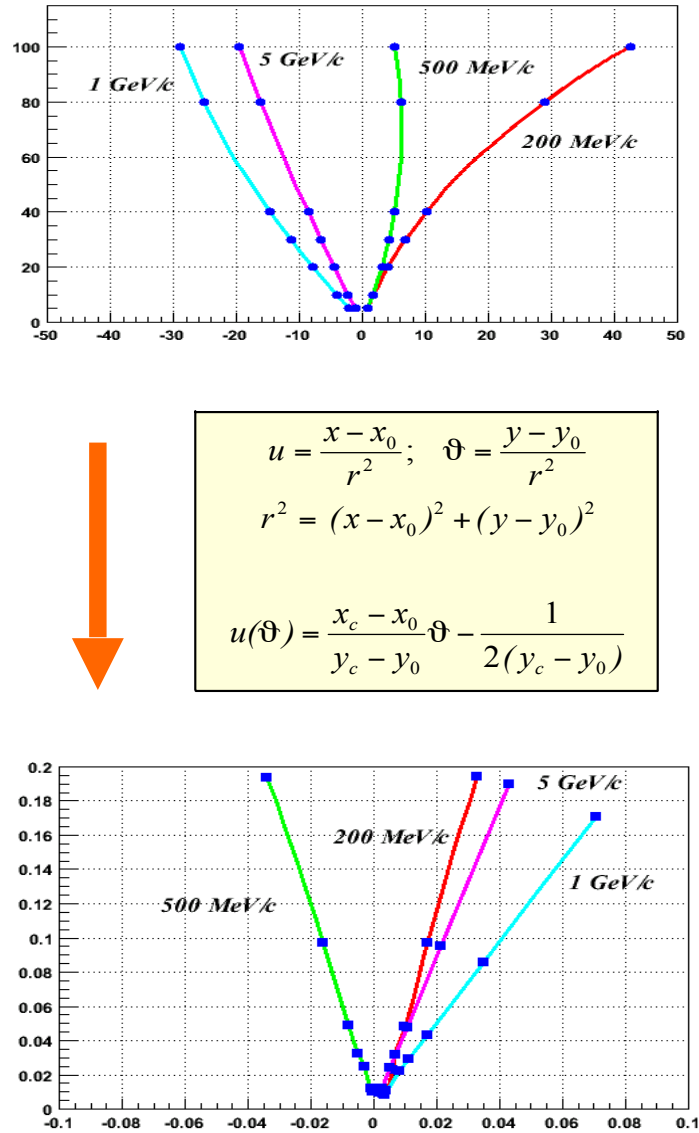 100
80
60
40
20
0
1 GeV/c
5 GeV/c
500 MeV/c
200 MeV/c
-50 -40 -30 -20 -10 0 10 20 30 40 50
u = (x − x₀)/r² ; ϑ = (y − y₀)/r²
r² = (x − x₀)² + (y − y₀)²
u(ϑ) = (x_c − x₀)/(y_c − y₀) ϑ − 1/(2(y_c − y₀))
0.2
0.18
0.16
0.14
0.12
0.1
0.08
0.06
0.04
0.02
0
5 GeV/c
200 MeV/c
1 GeV/c
500 MeV/c
-0.1 -0.08 -0.06 -0.04 -0.02 0 0.02 0.04 0.06 0.08 0.1